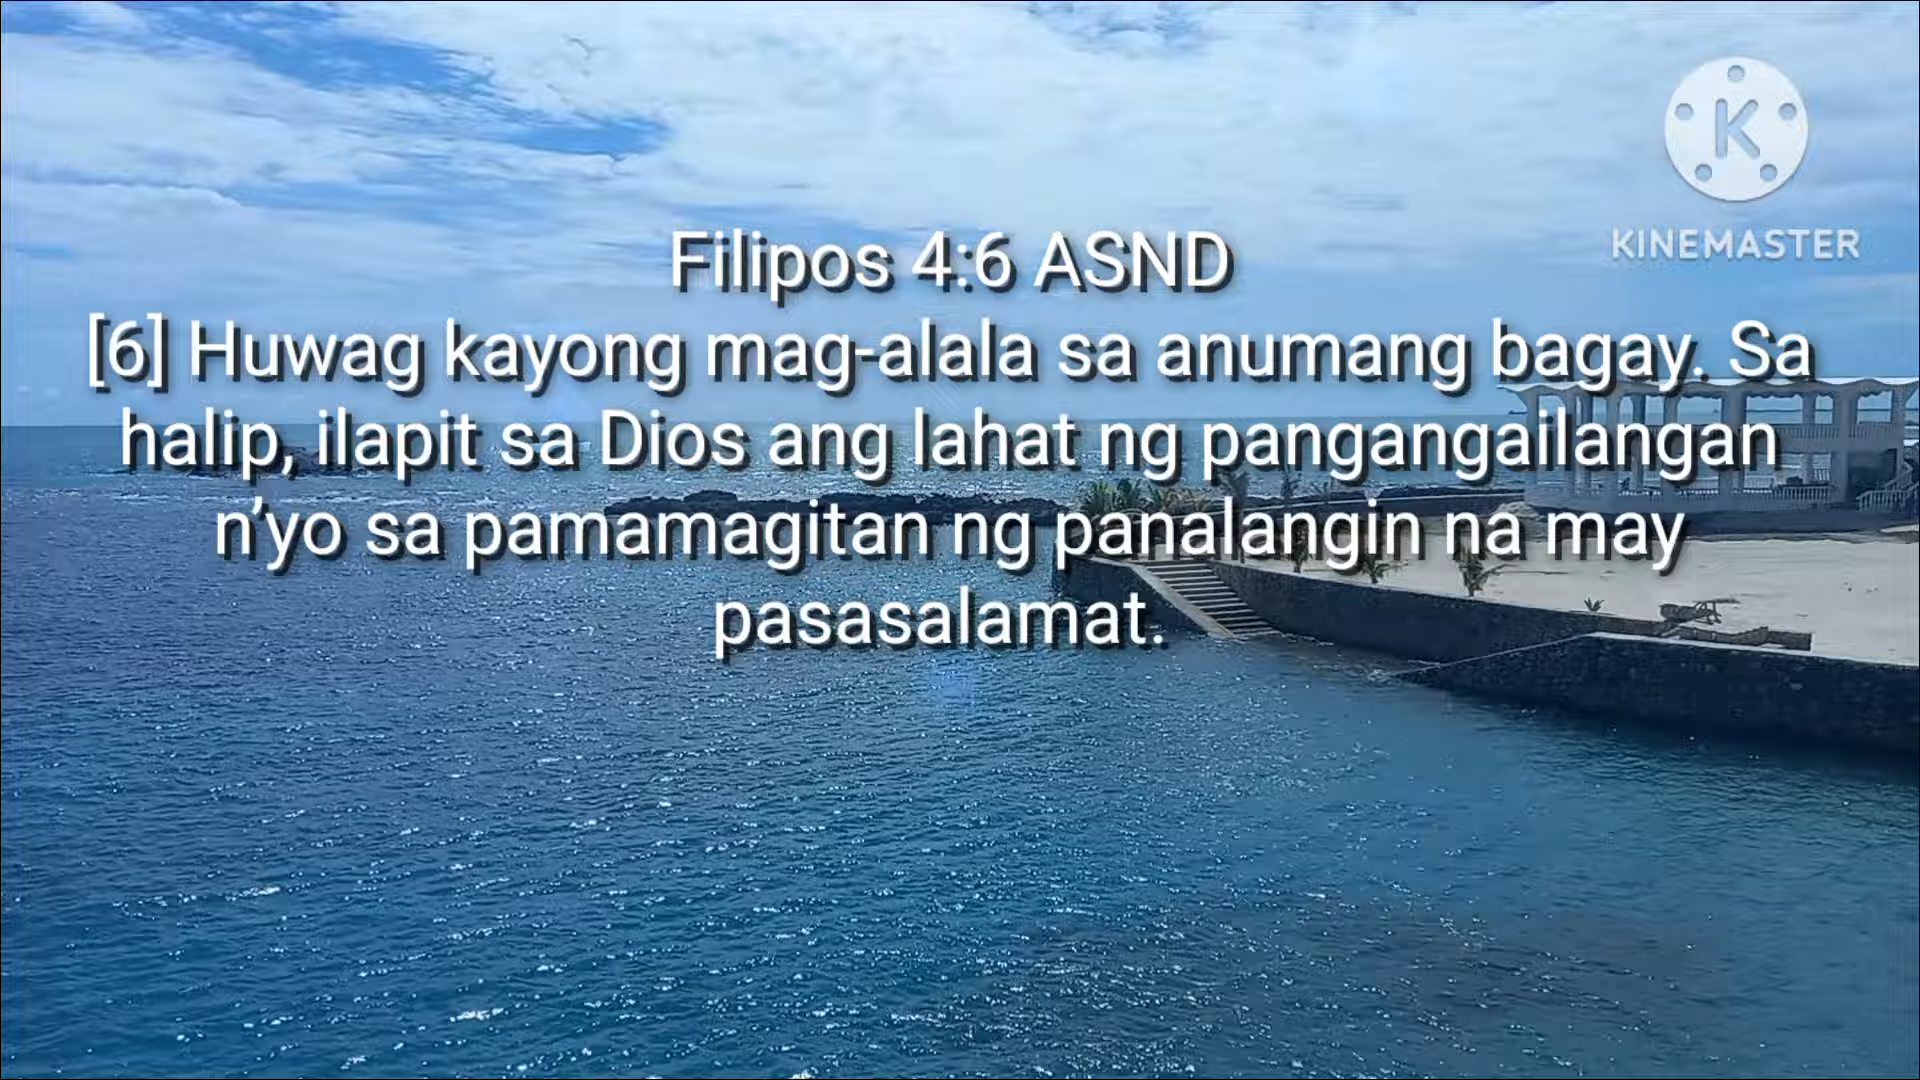 K
KINEMASTER
Filipos 4:6 ASND
[6] Huwag kayong mag-alala sa anumang bagay. Sa
halip, ilapit sa Dios ang lahat ng pangangailangan
n’yo sa pamamagitan ng panalangin na may
pasasalamat.